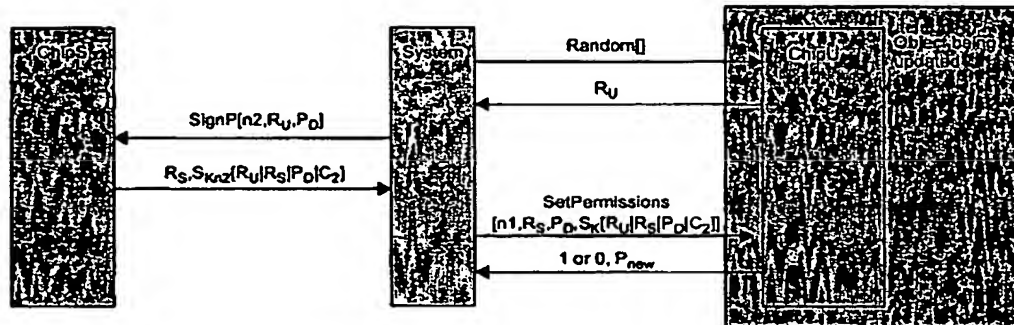 ChipS
System
ChipU
Object being
updated
Random[]
R_U
SignP[n2,R_U,P_D]
R_S,S_Kn2[R_U|R_S|P_D|C_2]
SetPermissions
[n1,R_S,P_D,S_K[R_U|R_S|P_D|C_2]]
1 or 0, P_new